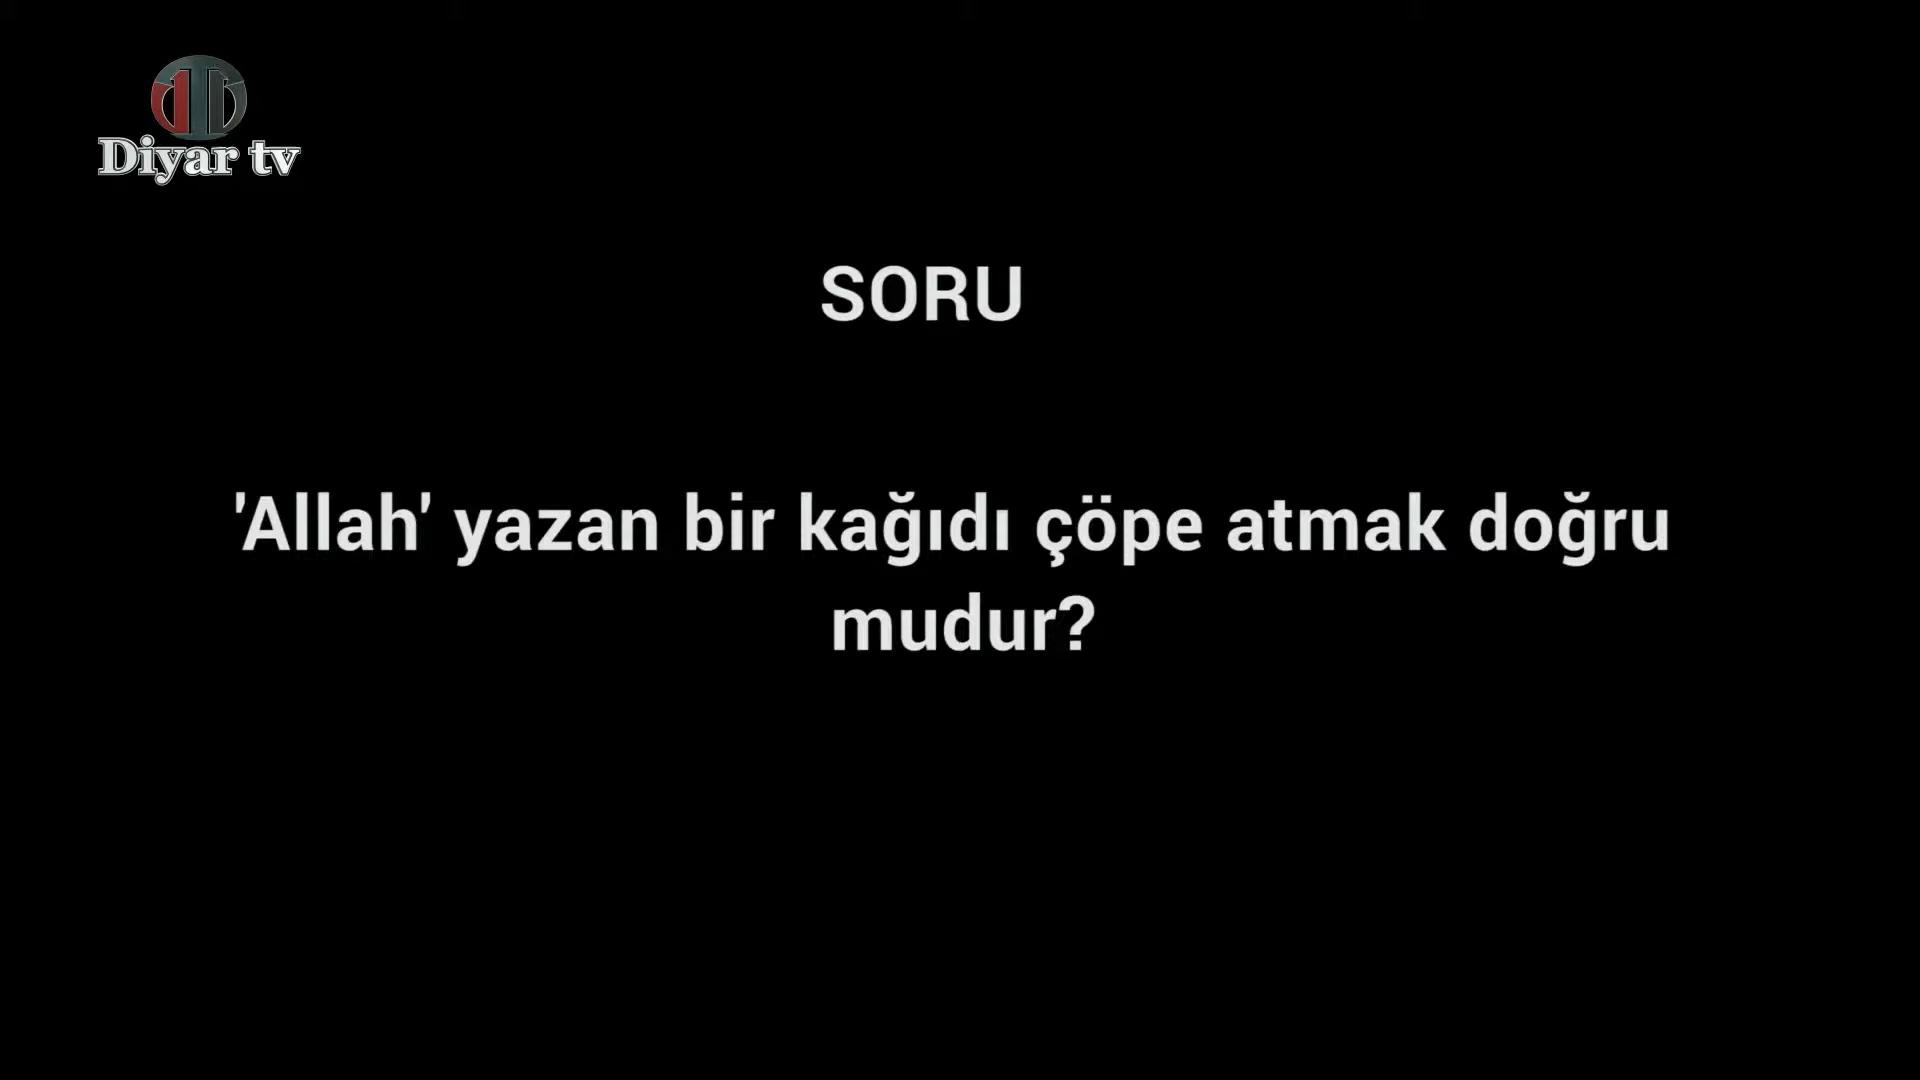 Diyar tv
SORU
'Allah' yazan bir kağıdı çöpe atmak doğru
mudur?